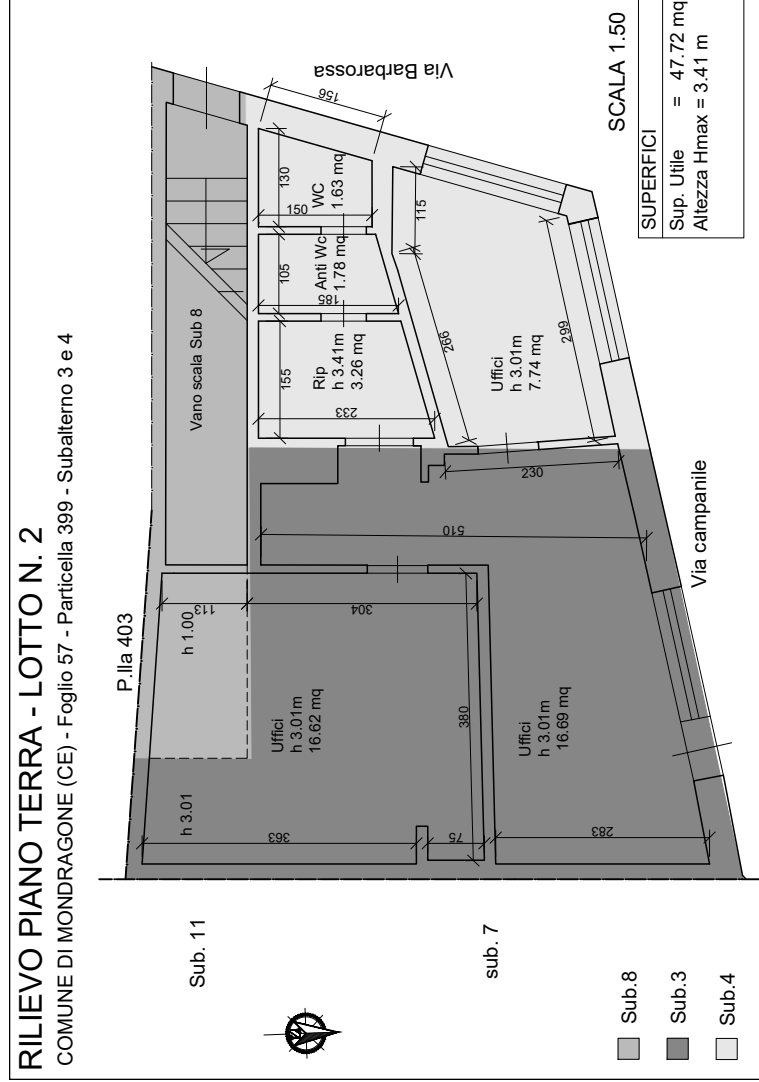 RILIEVO PIANO TERRA - LOTTO N. 2
COMUNE DI MONDRAGONE (CE) - Foglio 57 - Particella 399 - Subalterno 3 e 4
P.lla 403
Sub. 11
sub. 7
Vano scala Sub 8
Via Barbarossa
156
130
150
WC
1.63 mq
105
Anti Wc
1.78 mq
185
155
Rip
h 3.41m
3.26 mq
233
115
266
Uffici
h 3.01m
7.74 mq
299
230
510
113
h 1.00
304
Uffici
h 3.01m
16.62 mq
h 3.01
363
380
75
Uffici
h 3.01m
16.69 mq
283
Via campanile
Sub.8
Sub.3
Sub.4
SCALA 1.50
SUPERFICI
Sup. Utile = 47.72 mq
Altezza Hmax = 3.41 m